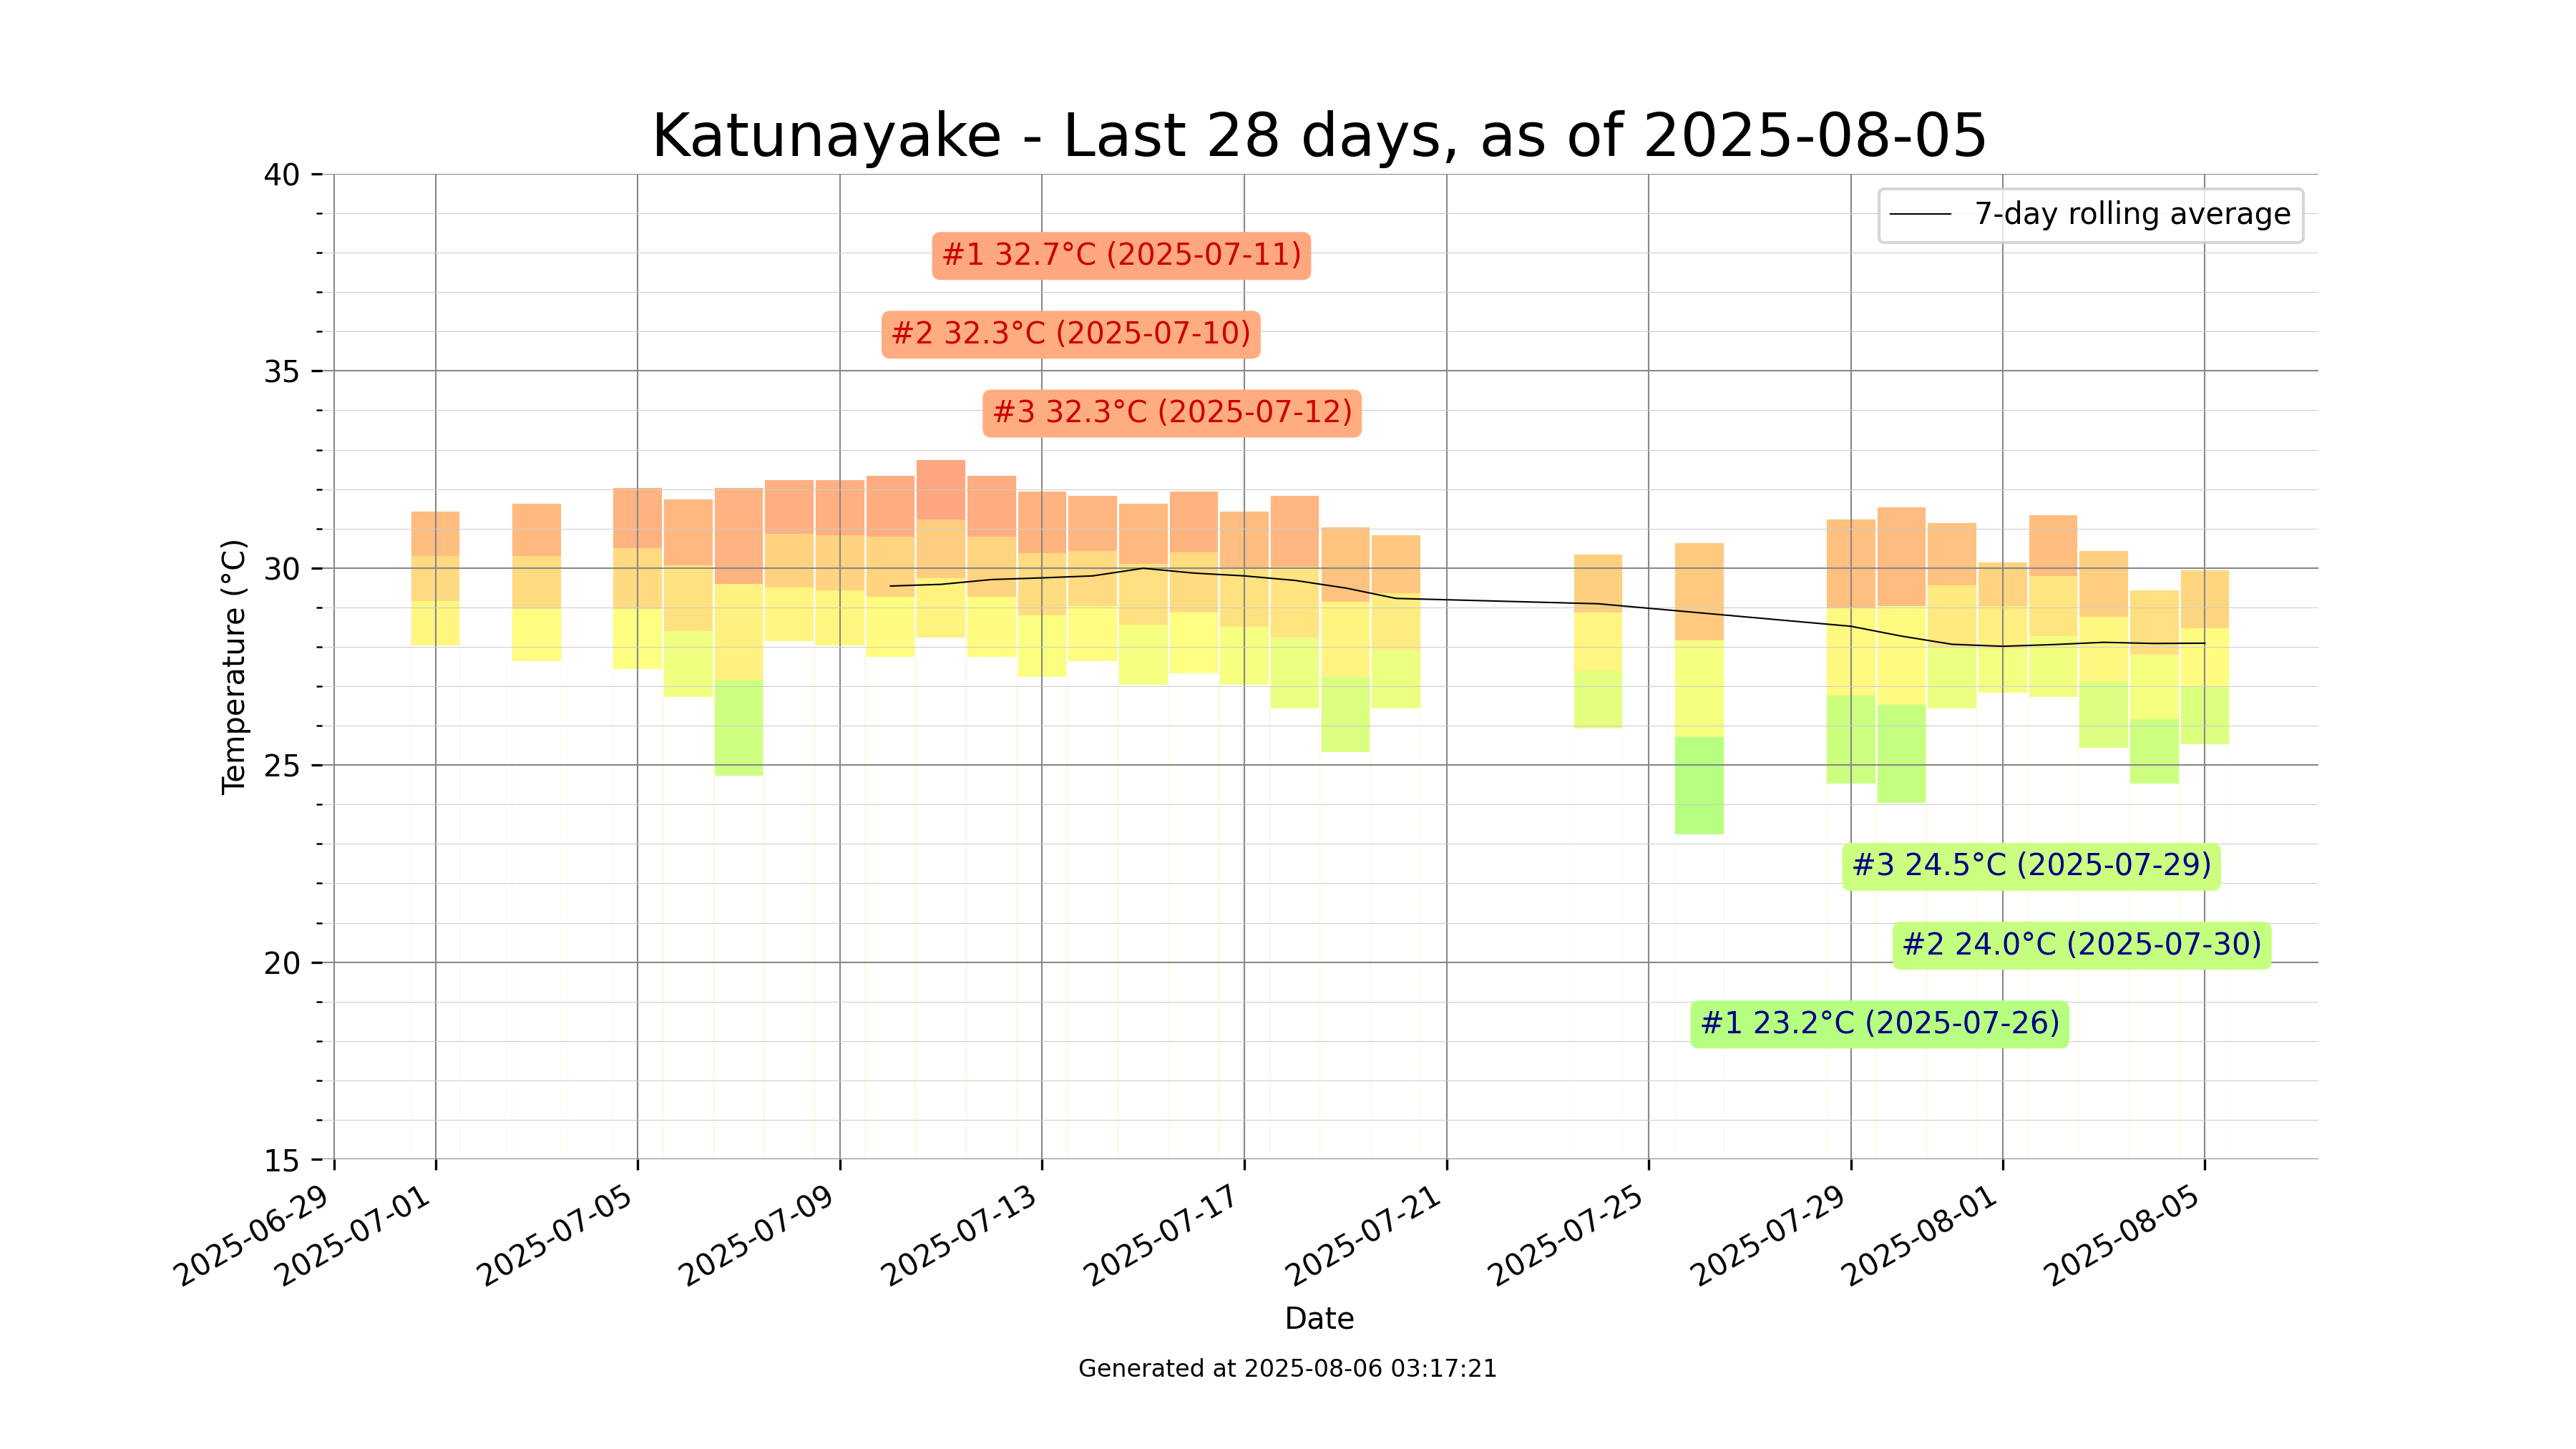 Katunayake - Last 28 days, as of 2025-08-05
40
7-day rolling average
#1 32.7°C (2025-07-11)
#2 32.3°C (2025-07-10)
35
#3 32.3°C (2025-07-12)
30
Temperature (°C)
25
#3 24.5°C (2025-07-29)
#2 24.0°C (2025-07-30)
20
#1 23.2°C (2025-07-26)
15
2025-06-29
2025-07-01
2025-07-05
2025-07-09
2025-07-13
2025-07-17
2025-07-21
2025-07-25
2025-07-29
2025-08-01
2025-08-05
Date
Generated at 2025-08-06 03:17:21